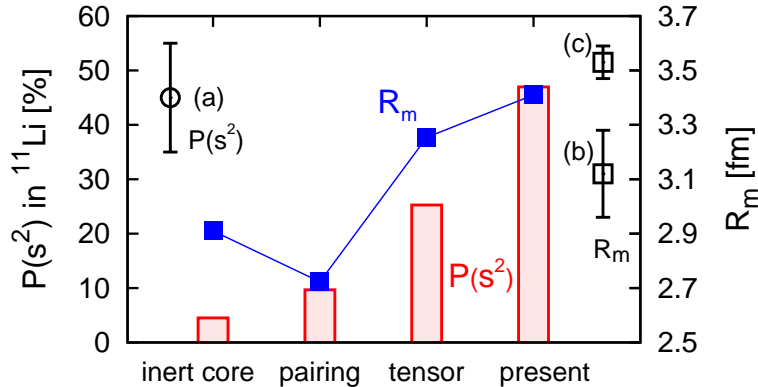 P(s²) in ¹¹Li [%]
60
50
40
30
20
10
0
(a)
P(s²)
Rₘ
P(s²)
(c)
(b)
Rₘ
3.7
3.5
3.3
3.1
2.9
2.7
2.5
Rₘ [fm]
inert core pairing tensor present